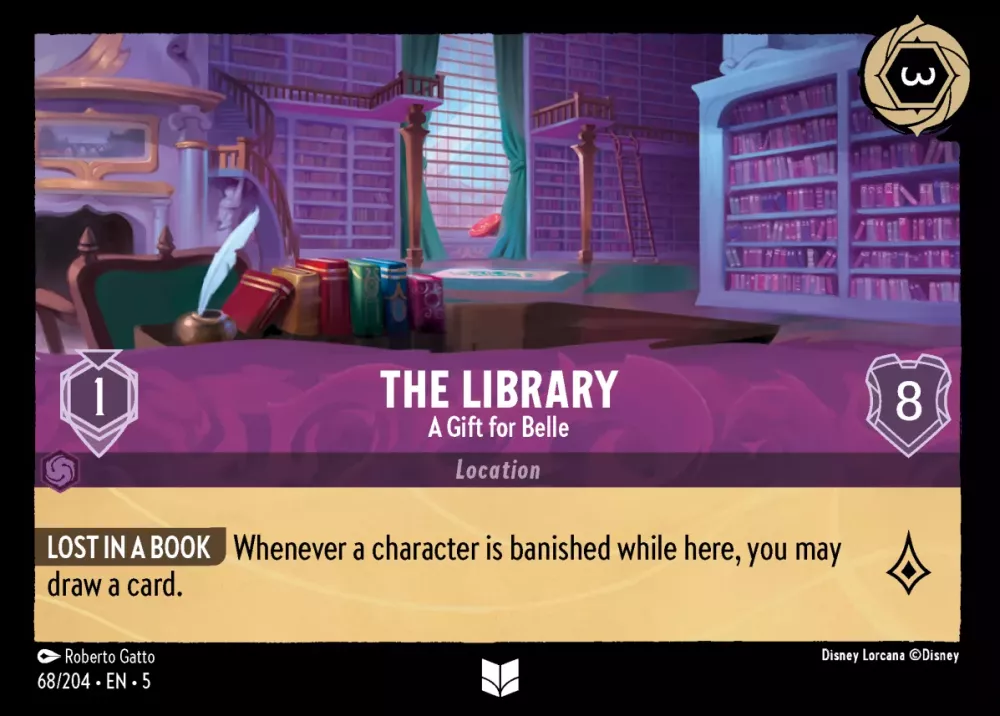 3
1
THE LIBRARY
8
A Gift for Belle
Location
LOST IN A BOOK Whenever a character is banished while here, you may
draw a card.
Roberto Gatto
Disney Lorcana ©Disney
68/204 • EN • 5